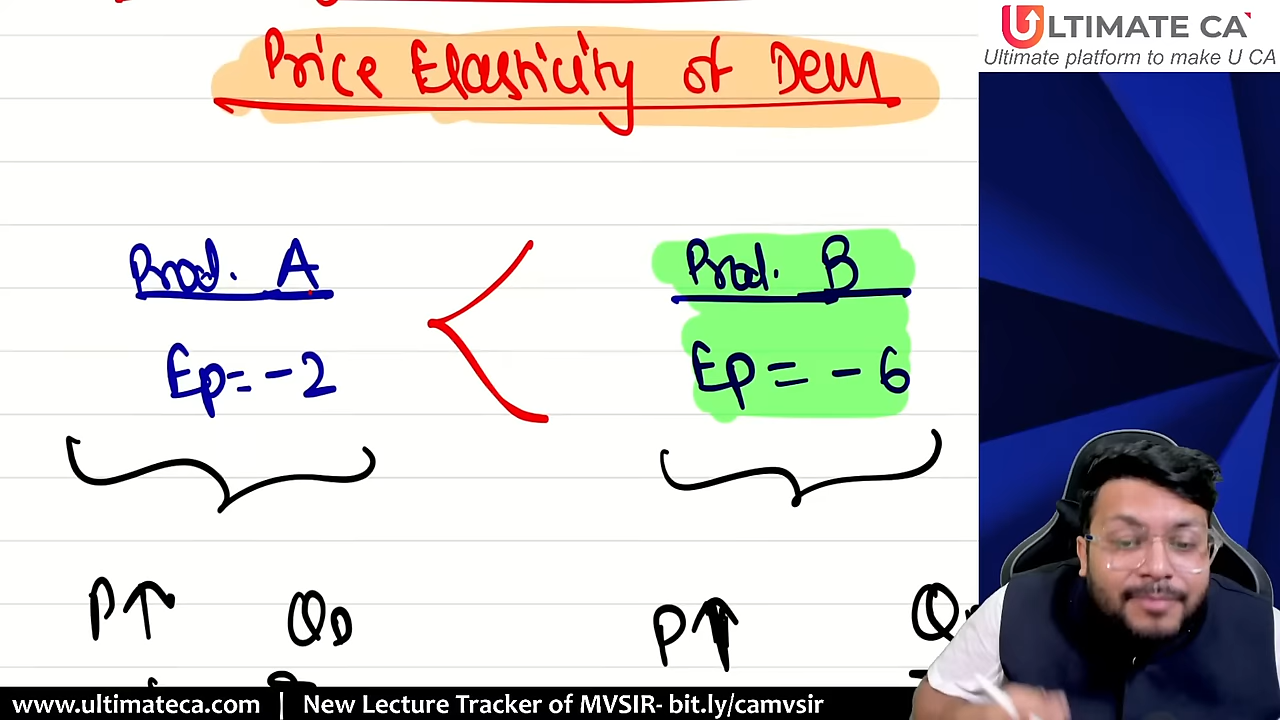 ULTIMATE CA
Ultimate platform to make U CA
Price Elasticity of Dem
Prod. A
Prod. B
Ep = -2
Ep = -6
P↑ QD
P↑ Q
www.ultimateca.com | New Lecture Tracker of MVSIR- bit.ly/camvsir